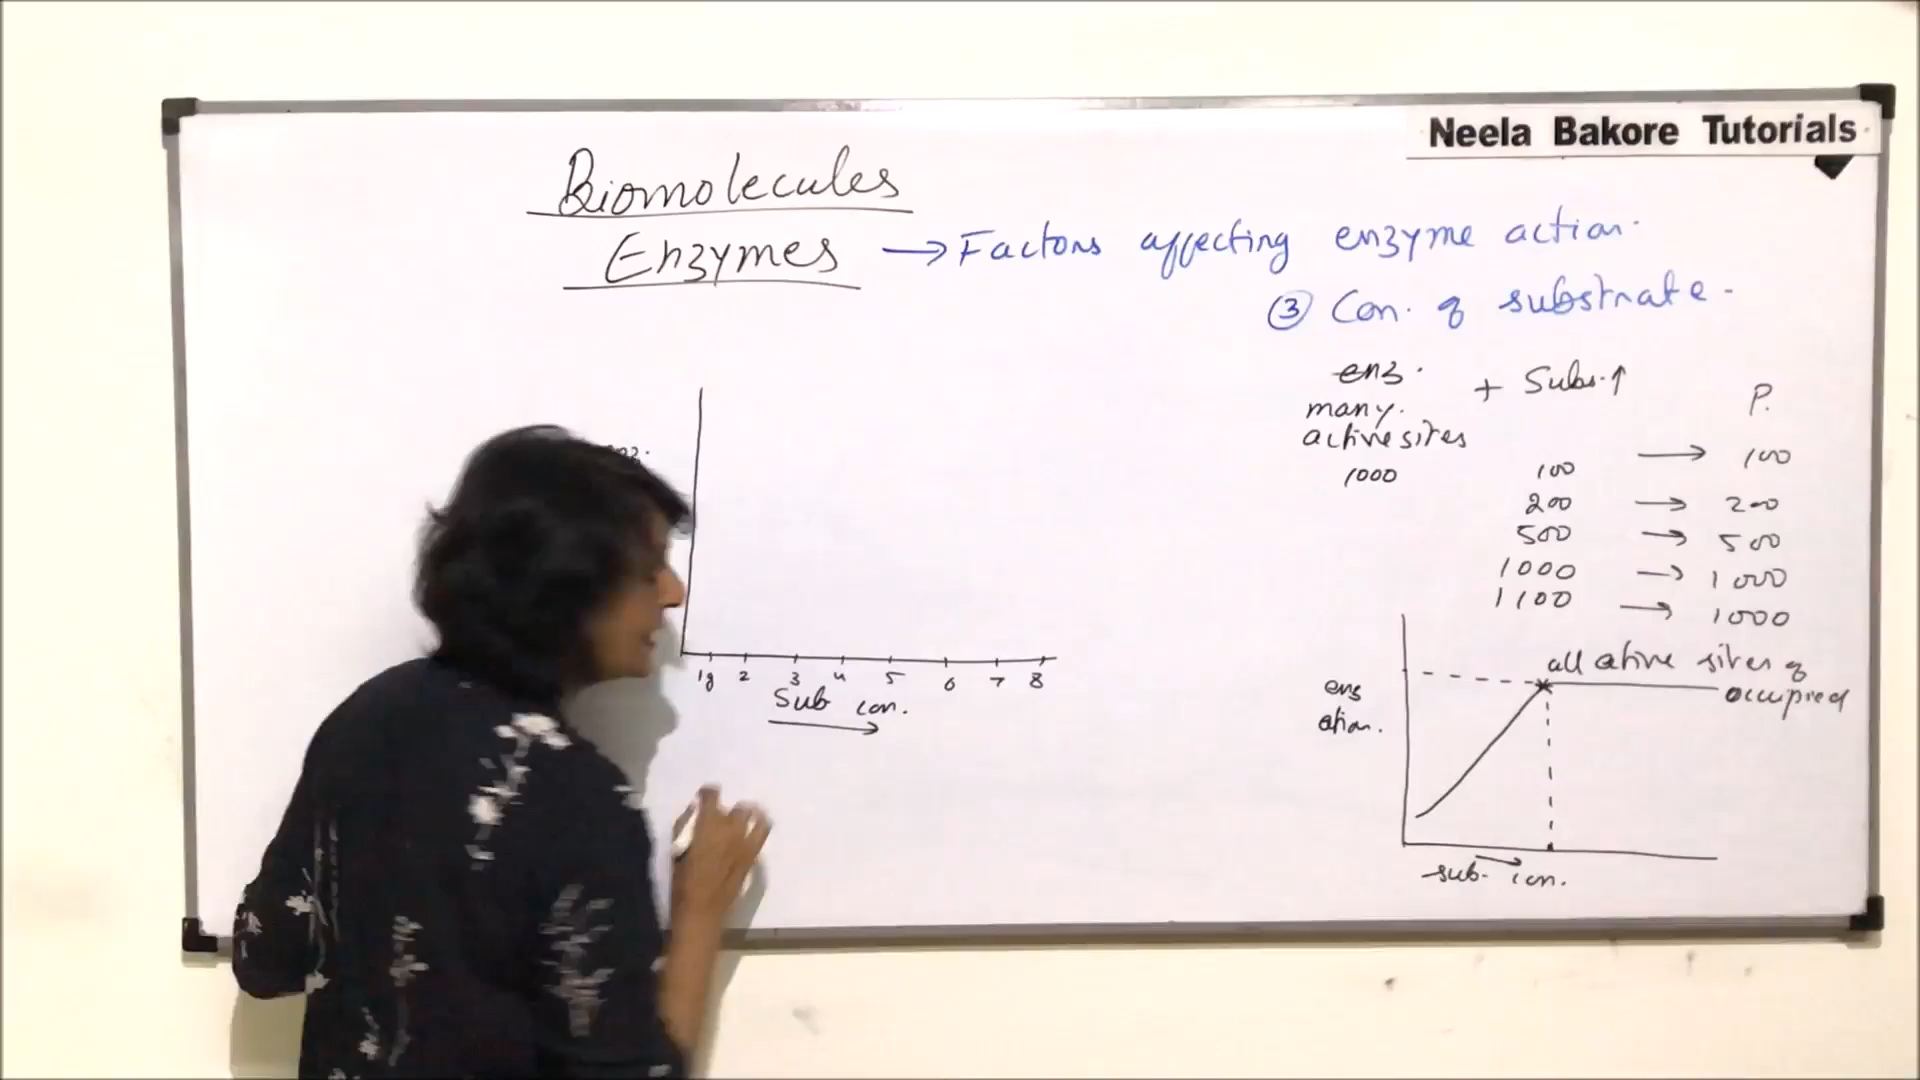 Neela Bakore Tutorials
Biomolecules
Enzymes → Factors affecting enzyme action.
③ Con. of substrate.
enz. + Subs.↑ P.
many.
active sites
1000 100 → 100
200 → 200
500 → 500
1000 → 1000
1100 → 1000
1g 2 3 4 5 6 7 8
Sub con.
all ative sites of
occupied
enz
ation.
sub. con.